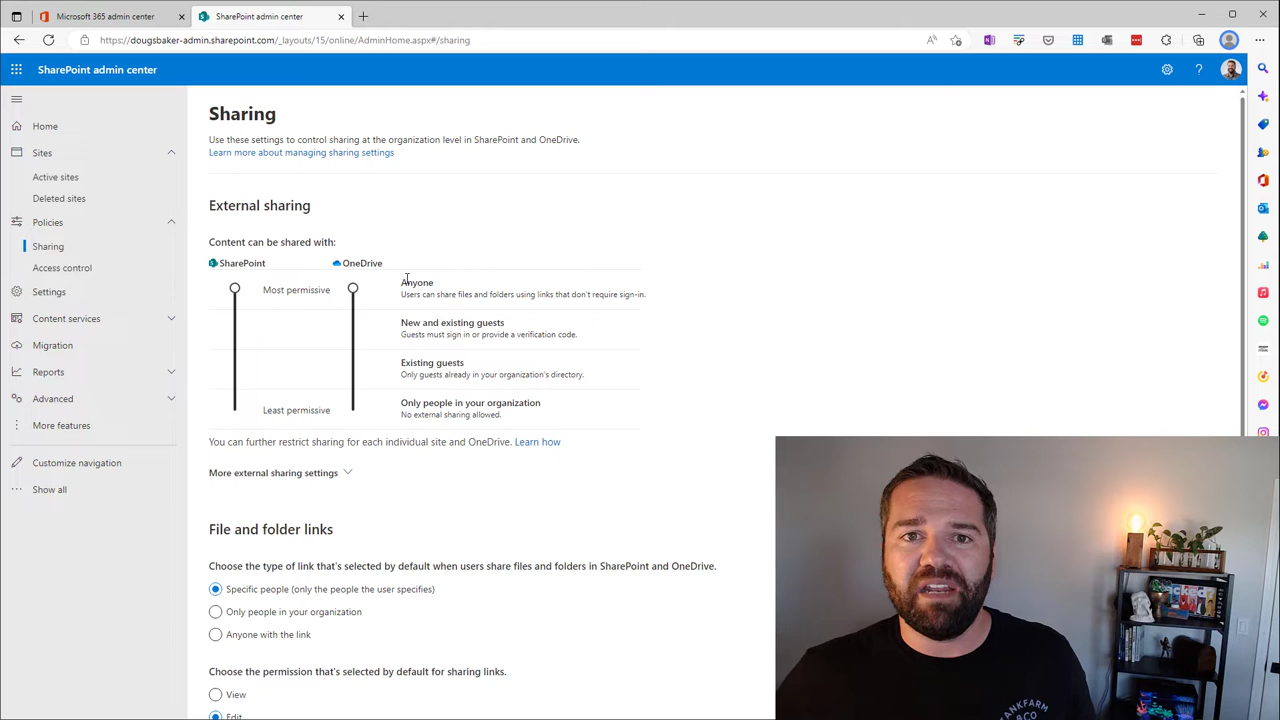 Microsoft 365 admin center
SharePoint admin center
https://dougsbaker-admin.sharepoint.com/_layouts/15/online/AdminHome.aspx#/sharing
SharePoint admin center
Home
Sites
Active sites
Deleted sites
Policies
Sharing
Access control
Settings
Content services
Migration
Reports
Advanced
More features
Customize navigation
Show all
Sharing
Use these settings to control sharing at the organization level in SharePoint and OneDrive.
Learn more about managing sharing settings
External sharing
Content can be shared with:
SharePoint
OneDrive
Most permissive
Anyone
Users can share files and folders using links that don't require sign-in.
New and existing guests
Guests must sign in or provide a verification code.
Existing guests
Only guests already in your organization's directory.
Least permissive
Only people in your organization
No external sharing allowed.
You can further restrict sharing for each individual site and OneDrive. Learn how
More external sharing settings
File and folder links
Choose the type of link that's selected by default when users share files and folders in SharePoint and OneDrive.
Specific people (only the people the user specifies)
Only people in your organization
Anyone with the link
Choose the permission that's selected by default for sharing links.
View
Edit